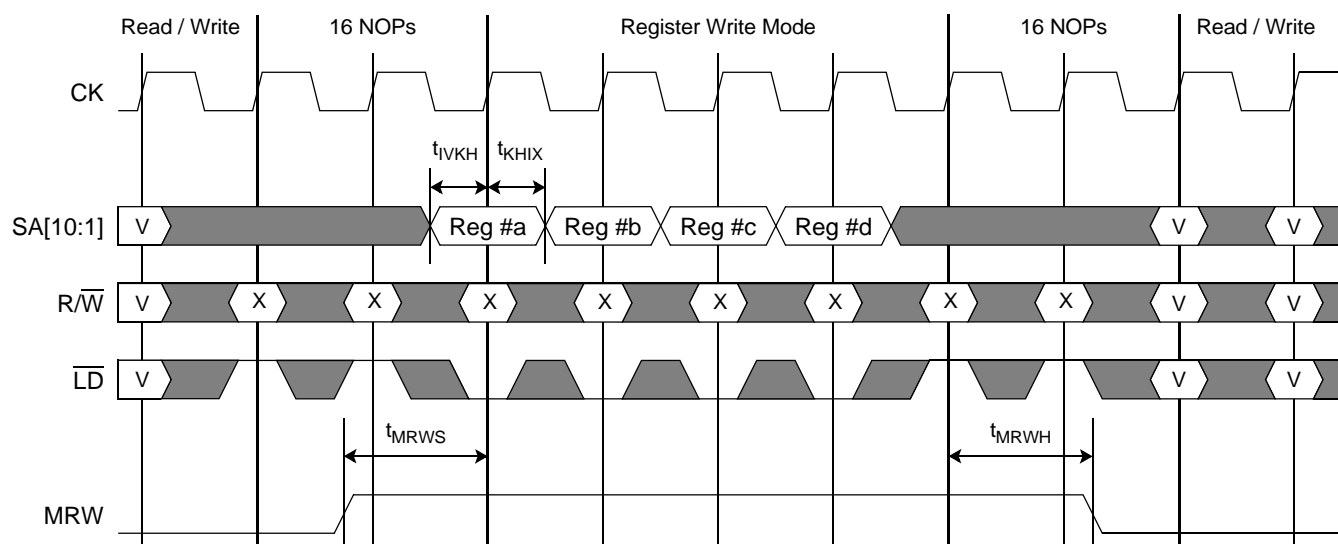 Read / Write 16 NOPs Register Write Mode 16 NOPs Read / Write
CK
tIVKH tKHIX
SA[10:1] V Reg #a Reg #b Reg #c Reg #d V V
R/W̅ V X X X X X X X X V V
L̅D̅ V V V
tMRWS tMRWH
MRW